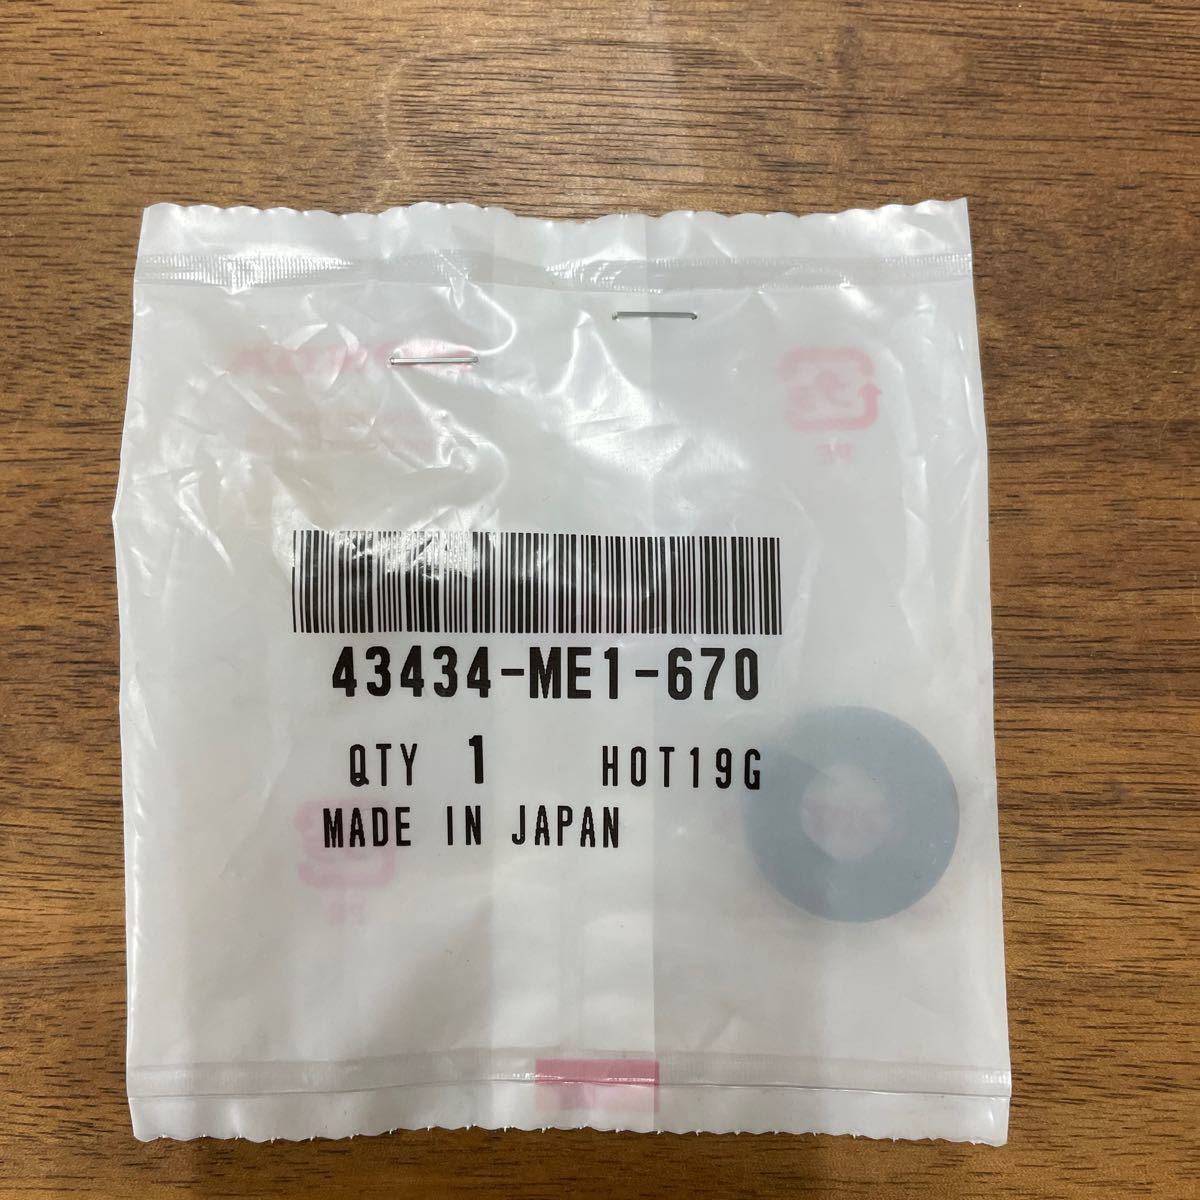 43434-ME1-670
QTY 1 HOT19G
MADE IN JAPAN